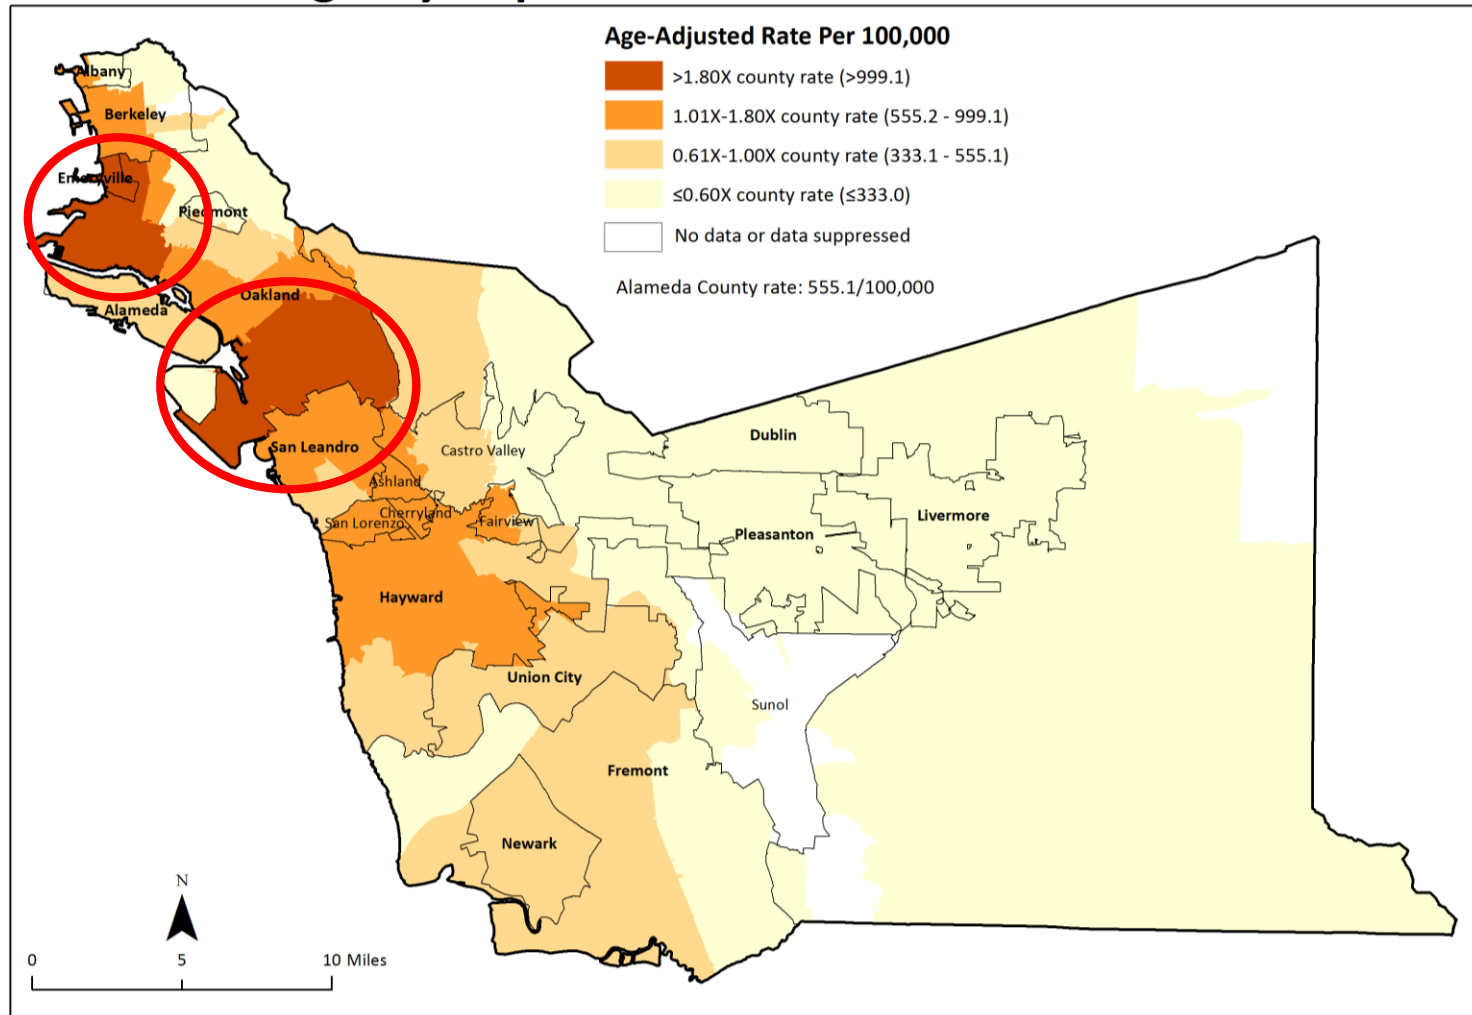 Age-Adjusted Rate Per 100,000
>1.80X county rate (>999.1)
1.01X-1.80X county rate (555.2 - 999.1)
0.61X-1.00X county rate (333.1 - 555.1)
≤0.60X county rate (≤333.0)
No data or data suppressed
Alameda County rate: 555.1/100,000
Albany
Berkeley
Emeryville
Piedmont
Oakland
Alameda
San Leandro
Castro Valley
Dublin
Ashland
Cherryland
San Lorenzo
Fairview
Livermore
Pleasanton
Hayward
Union City
Sunol
Fremont
Newark
N
0 5 10 Miles